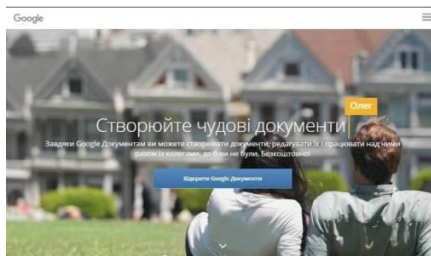 Google
Олег
Створюйте чудові документи
Завдяки Google Документам ви можете створювати документи, редагувати їх і працювати над ними
разом із колегами, де б ви не були. Безкоштовно!
Відкрити Google Документи